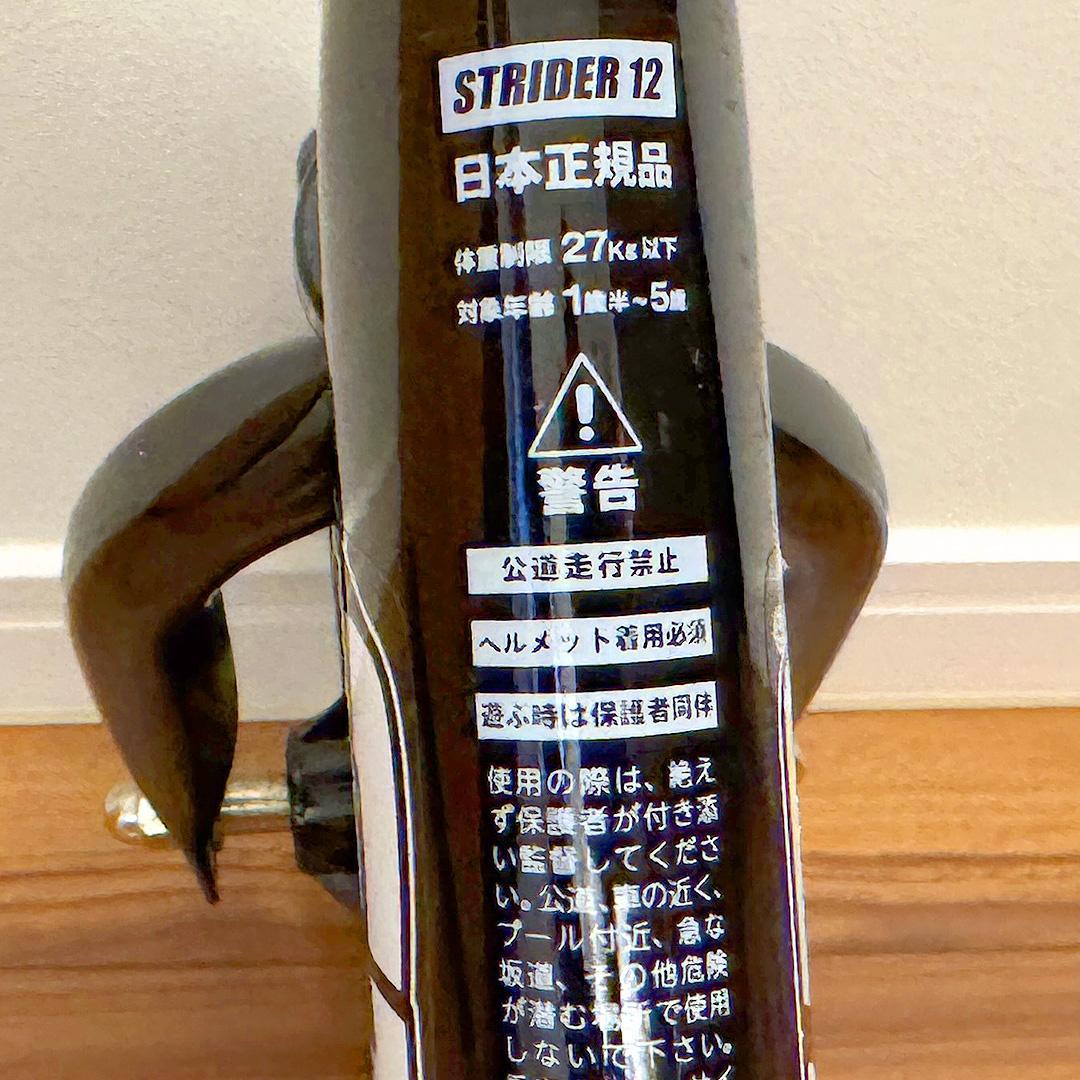 STRIDER 12
日本正規品
体重制限 27Kg以下
対象年齢 1歳半~5歳
警告
公道走行禁止
ヘルメット着用必須
遊ぶ時は保護者同伴
使用の際は、絶え
ず保護者が付き添
い監督してくださ
い。公道、車の近く、
プール付近、急な
坂道、その他危険
が潜む場所で使用
しないで下さい。